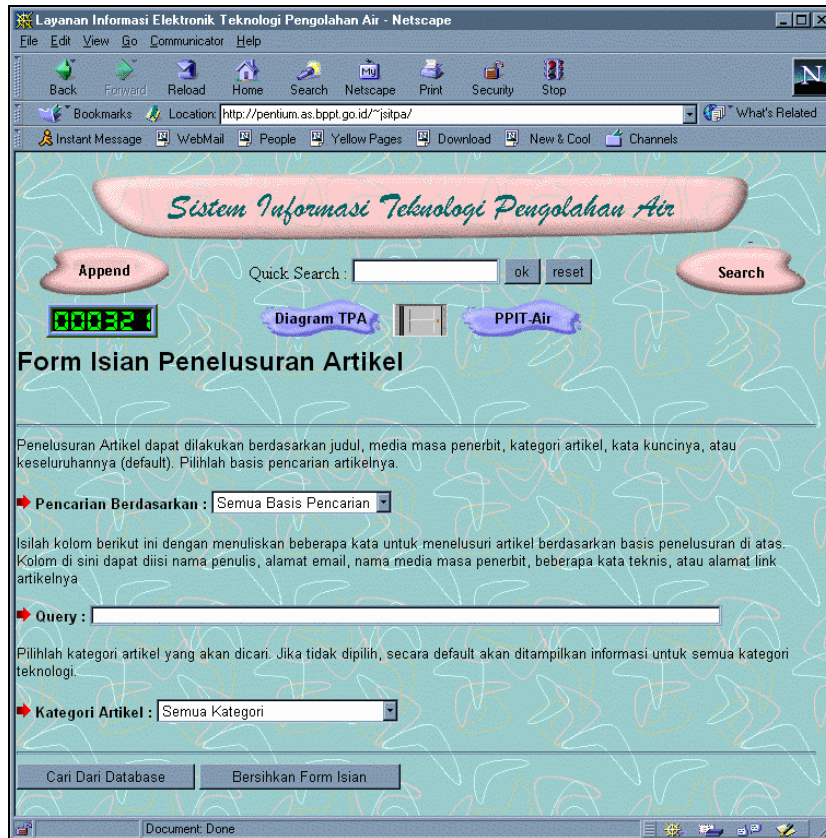 Layanan Informasi Elektronik Teknologi Pengolahan Air - Netscape
File Edit View Go Communicator Help
Back Forward Reload Home Search Netscape Print Security Stop
My
N
Bookmarks Location: http://pentium.as.bppt.go.id/~jsitpa/ What's Related
Instant Message WebMail People Yellow Pages Download New & Cool Channels
Sistem Informasi Teknologi Pengolahan Air
Append Quick Search : ok reset Search
000321 Diagram TPA PPIT-Air
Form Isian Penelusuran Artikel
Penelusuran Artikel dapat dilakukan berdasarkan judul, media masa penerbit, kategori artikel, kata kuncinya, atau
keseluruhannya (default). Pilihlah basis pencarian artikelnya.
Pencarian Berdasarkan : Semua Basis Pencarian
Isilah kolom berikut ini dengan menuliskan beberapa kata untuk menelusuri artikel berdasarkan basis penelusuran di atas.
Kolom di sini dapat diisi nama penulis, alamat email, nama media masa penerbit, beberapa kata teknis, atau alamat link
artikelnya
Query :
Pilihlah kategori artikel yang akan dicari. Jika tidak dipilih, secara default akan ditampilkan informasi untuk semua kategori
teknologi.
Kategori Artikel : Semua Kategori
Cari Dari Database Bersihkan Form Isian
Document: Done